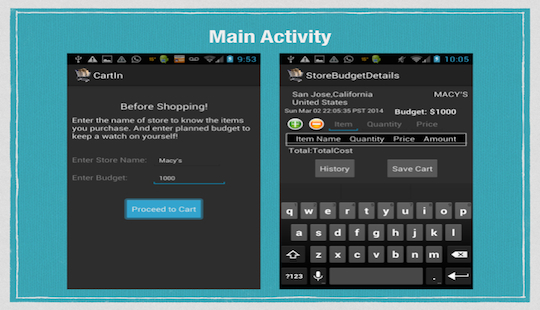 Main Activity
9:53
CartIn
Before Shopping!
Enter the name of store to know the items
you purchase. And enter planned budget to
keep a watch on yourself!
Enter Store Name: Macy's
Enter Budget: 1000
Proceed to Cart
10:05
StoreBudgetDetails
San Jose,California MACY'S
United States
Sun Mar 02 22:05:35 PST 2014 Budget: $1000
Item Quantity Price
Item Name Quantity Price Amount
Total:TotalCost
History Save Cart
q w e r t y u i o p
a s d f g h j k l
z x c v b n m
?123 .